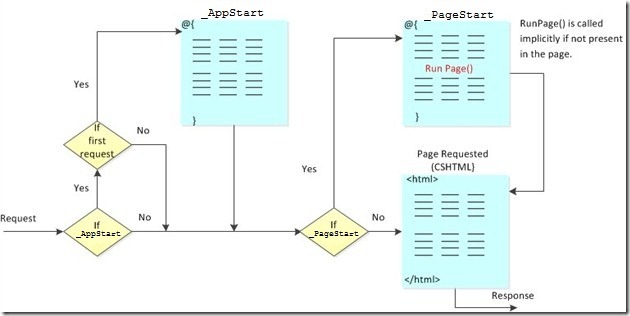 _AppStart
_PageStart
@{
@{
RunPage() is called
implicitly if not present
in the page.
Run Page()
Yes
}
}
If
first
request
No
Page Requested
(CSHTML)
Yes
<html>
Yes
Request
If
_AppStart
No
If
_PageStart
No
</html>
Response